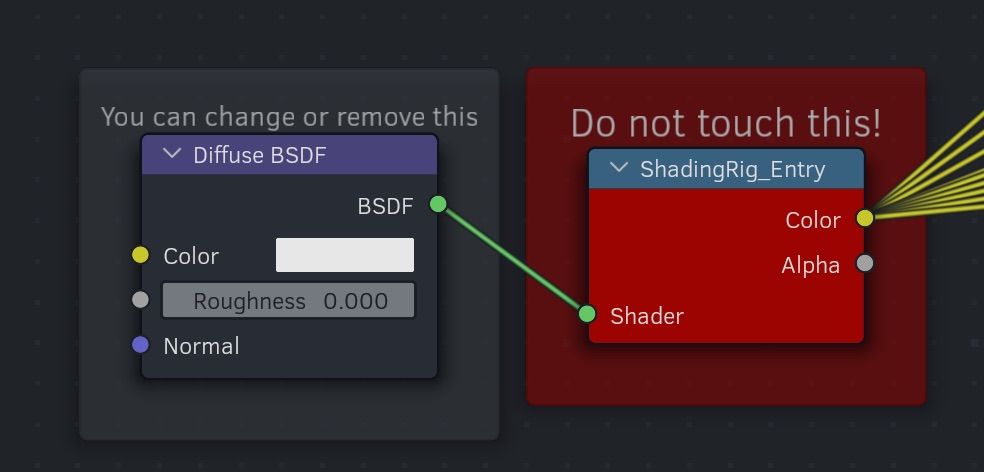 You can change or remove this
Diffuse BSDF
BSDF
Color
Roughness 0.000
Normal
Do not touch this!
ShadingRig_Entry
Color
Alpha
Shader